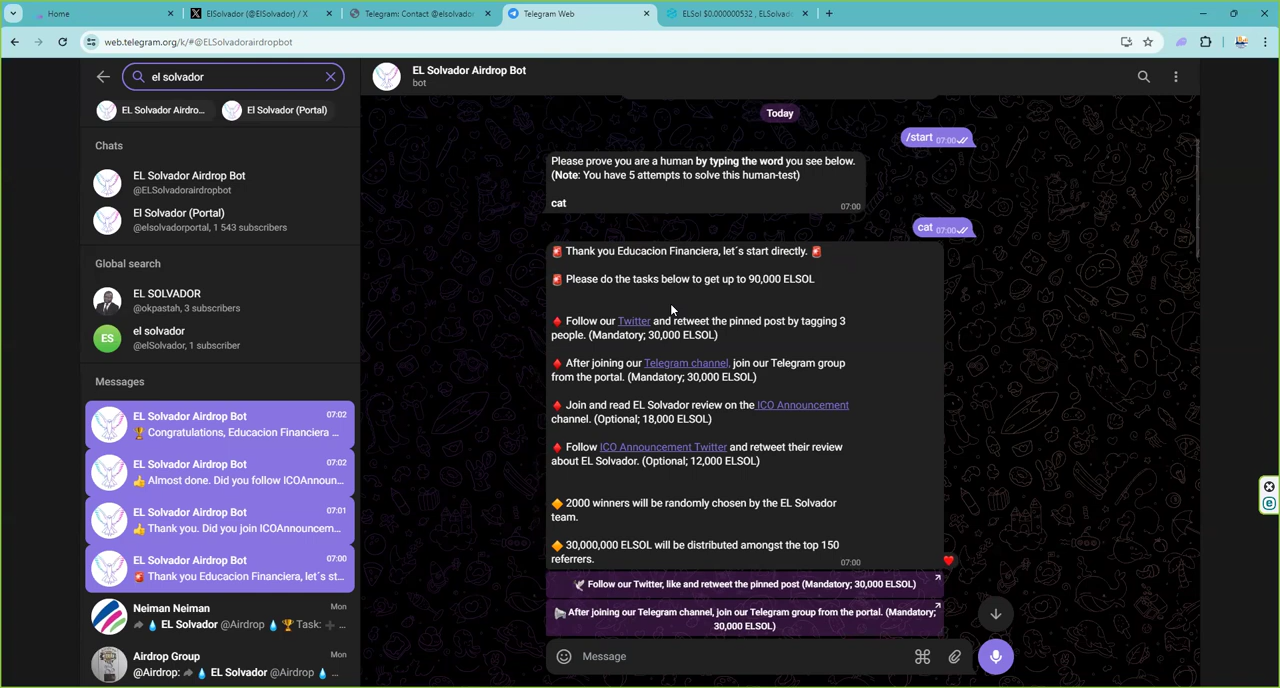 Home
ElSolvador (@ElSolvador) / X
Telegram: Contact @elsolvador
Telegram Web
ELSol $0.000000532 , ELSolvado
web.telegram.org/k/#@ELSolvadorairdropbot
el solvador
EL Solvador Airdro...
El Solvador (Portal)
Chats
EL Solvador Airdrop Bot
@ELSolvadorairdropbot
El Solvador (Portal)
@elsolvadorportal, 1 543 subscribers
Global search
EL SOLVADOR
@okpastah, 3 subscribers
ES
el solvador
@elSolvador, 1 subscriber
Messages
EL Solvador Airdrop Bot 07:02
🏆 Congratulations, Educacion Financiera ...
EL Solvador Airdrop Bot 07:02
👍 Almost done. Did you follow ICOAnnoun...
EL Solvador Airdrop Bot 07:01
👍 Thank you. Did you join ICOAnnouncem...
EL Solvador Airdrop Bot 07:00
🚨 Thank you Educacion Financiera, let´s st...
Neiman Neiman Mon
💧 EL Solvador @Airdrop 💧 🏆 Task: ➕ ...
Airdrop Group Mon
@Airdrop: 💧 EL Solvador @Airdrop 💧 ...
EL Solvador Airdrop Bot
bot
Today
/start 07:00
Please prove you are a human by typing the word you see below.
(Note: You have 5 attempts to solve this human-test)
cat
07:00
cat 07:00
🚨 Thank you Educacion Financiera, let´s start directly. 🚨
🚨 Please do the tasks below to get up to 90,000 ELSOL
♦️ Follow our Twitter and retweet the pinned post by tagging 3
people. (Mandatory; 30,000 ELSOL)
♦️ After joining our Telegram channel, join our Telegram group
from the portal. (Mandatory; 30,000 ELSOL)
♦️ Join and read EL Solvador review on the ICO Announcement
channel. (Optional; 18,000 ELSOL)
♦️ Follow ICO Announcement Twitter and retweet their review
about EL Solvador. (Optional; 12,000 ELSOL)
🔶 2000 winners will be randomly chosen by the EL Solvador
team.
🔶 30,000,000 ELSOL will be distributed amongst the top 150
referrers.
07:00
🕊 Follow our Twitter, like and retweet the pinned post (Mandatory; 30,000 ELSOL)
📢 After joining our Telegram channel, join our Telegram group from the portal. (Mandatory;
30,000 ELSOL)
Message